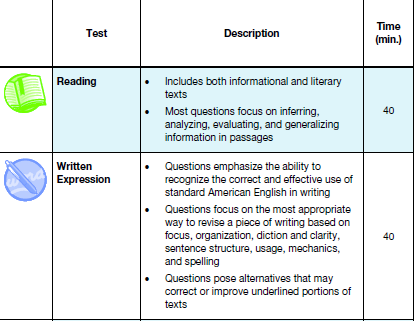 Test Description Time
(min.)
Reading
• Includes both informational and literary
texts
• Most questions focus on inferring,
analyzing, evaluating, and generalizing
information in passages
40
Written
Expression
• Questions emphasize the ability to
recognize the correct and effective use of
standard American English in writing
• Questions focus on the most appropriate
way to revise a piece of writing based on
focus, organization, diction and clarity,
sentence structure, usage, mechanics,
and spelling
• Questions pose alternatives that may
correct or improve underlined portions of
texts
40